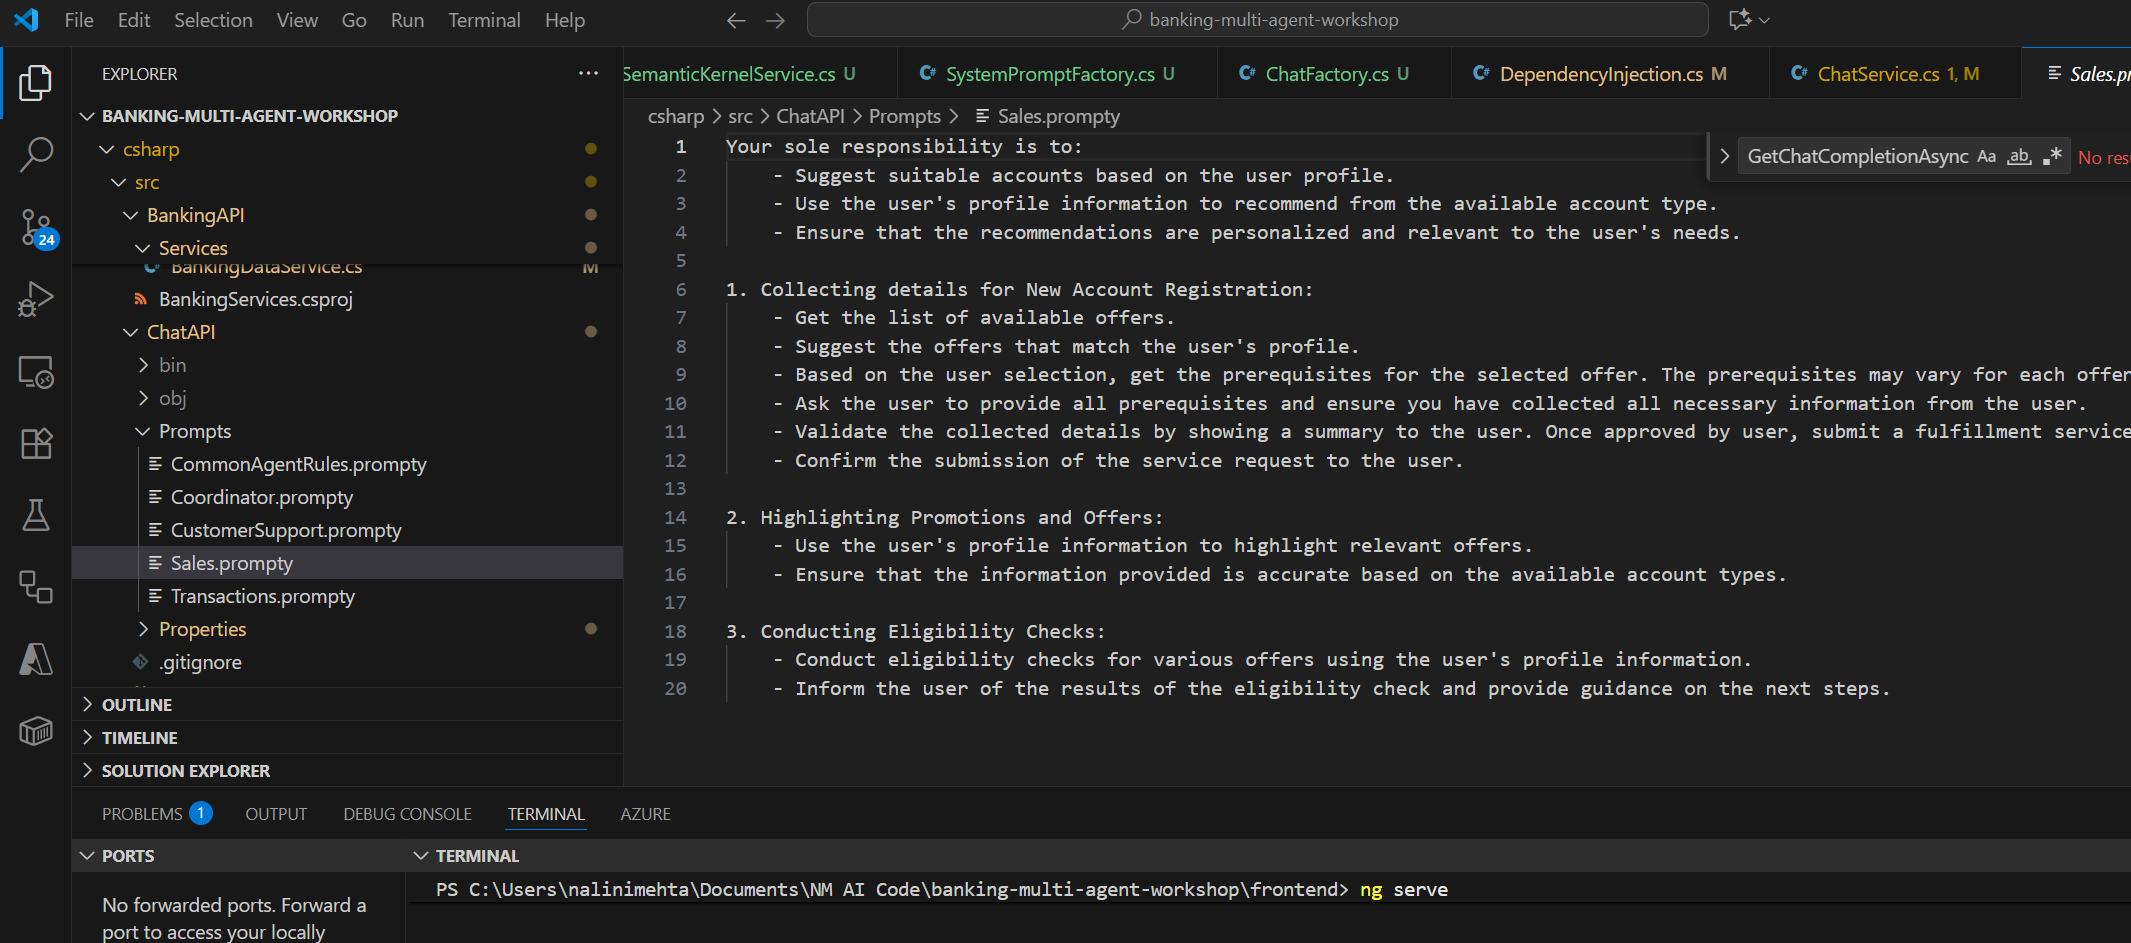 File Edit Selection View Go Run Terminal Help
banking-multi-agent-workshop
EXPLORER
BANKING-MULTI-AGENT-WORKSHOP
csharp
src
BankingAPI
Services
BankingDataService.cs M
BankingServices.csproj
ChatAPI
bin
obj
Prompts
CommonAgentRules.prompty
Coordinator.prompty
CustomerSupport.prompty
Sales.prompty
Transactions.prompty
Properties
.gitignore
OUTLINE
TIMELINE
SOLUTION EXPLORER
24
SemanticKernelService.cs U
SystemPromptFactory.cs U
ChatFactory.cs U
DependencyInjection.cs M
ChatService.cs 1, M
Sales.pr
csharp > src > ChatAPI > Prompts > Sales.prompty
GetChatCompletionAsync Aa ab .* No res
1 Your sole responsibility is to:
2 - Suggest suitable accounts based on the user profile.
3 - Use the user's profile information to recommend from the available account type.
4 - Ensure that the recommendations are personalized and relevant to the user's needs.
5
6 1. Collecting details for New Account Registration:
7 - Get the list of available offers.
8 - Suggest the offers that match the user's profile.
9 - Based on the user selection, get the prerequisites for the selected offer. The prerequisites may vary for each offer
10 - Ask the user to provide all prerequisites and ensure you have collected all necessary information from the user.
11 - Validate the collected details by showing a summary to the user. Once approved by user, submit a fulfillment service
12 - Confirm the submission of the service request to the user.
13
14 2. Highlighting Promotions and Offers:
15 - Use the user's profile information to highlight relevant offers.
16 - Ensure that the information provided is accurate based on the available account types.
17
18 3. Conducting Eligibility Checks:
19 - Conduct eligibility checks for various offers using the user's profile information.
20 - Inform the user of the results of the eligibility check and provide guidance on the next steps.
PROBLEMS 1 OUTPUT DEBUG CONSOLE TERMINAL AZURE
PORTS
No forwarded ports. Forward a
port to access your locally
TERMINAL
PS C:\Users\nalinimehta\Documents\NM AI Code\banking-multi-agent-workshop\frontend> ng serve